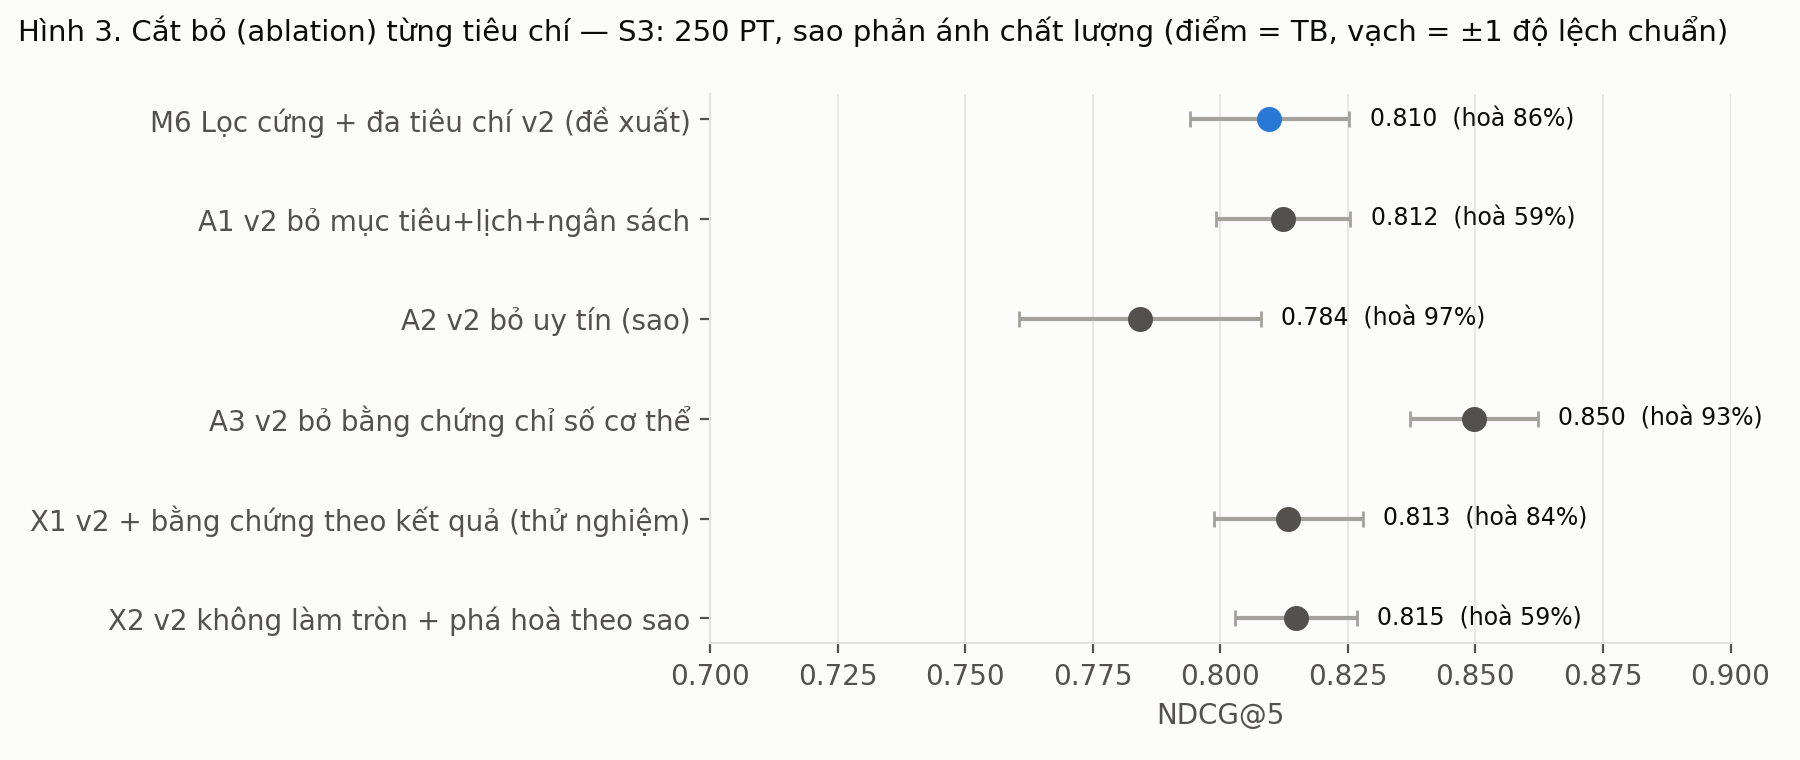 Hình 3. Cắt bỏ (ablation) từng tiêu chí — S3: 250 PT, sao phản ánh chất lượng (điểm = TB, vạch = ±1 độ lệch chuẩn)
M6 Lọc cứng + đa tiêu chí v2 (đề xuất)
0.810 (hoà 86%)
A1 v2 bỏ mục tiêu+lịch+ngân sách
0.812 (hoà 59%)
A2 v2 bỏ uy tín (sao)
0.784 (hoà 97%)
A3 v2 bỏ bằng chứng chỉ số cơ thể
0.850 (hoà 93%)
X1 v2 + bằng chứng theo kết quả (thử nghiệm)
0.813 (hoà 84%)
X2 v2 không làm tròn + phá hoà theo sao
0.815 (hoà 59%)
0.700 0.725 0.750 0.775 0.800 0.825 0.850 0.875 0.900
NDCG@5